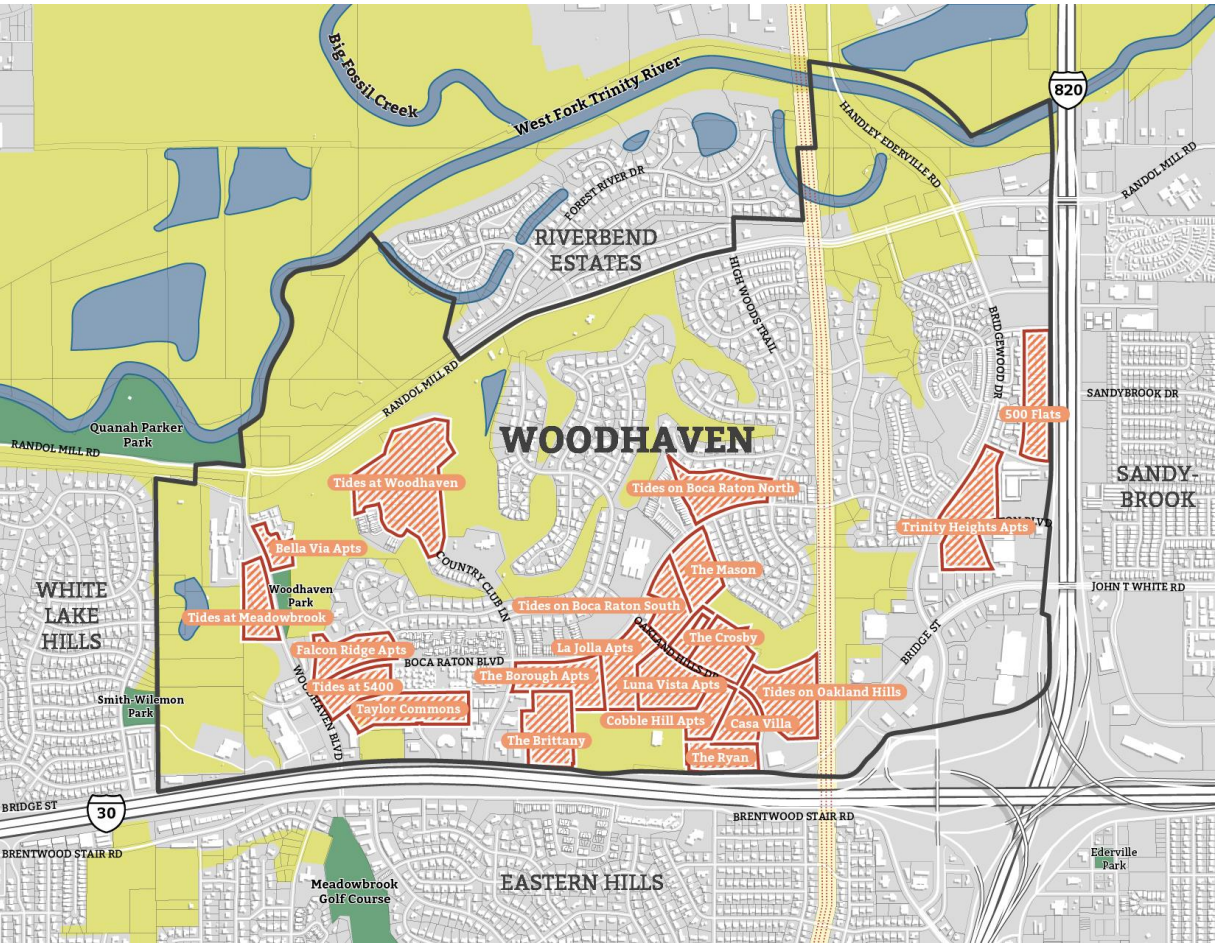 Big Fossil Creek
West Fork Trinity River
820
HANDLEY EDERVILLE RD
RANDOL MILL RD
FOREST RIVER DR
RIVERBEND
ESTATES
HIGH WOODS TRAIL
BRIDGEWOOD DR
RANDOL MILL RD
SANDYBROOK DR
500 Flats
Quanah Parker
Park
RANDOL MILL RD
WOODHAVEN
SANDY-
BROOK
Tides at Woodhaven
Tides on Boca Raton North
Trinity Heights Apts
ON BLVD
Bella Via Apts
COUNTRY CLUB LN
The Mason
WHITE
LAKE
HILLS
Woodhaven
Park
JOHN T WHITE RD
Tides at Meadowbrook
Tides on Boca Raton South
OAKLAND HILLS DR
The Crosby
BRIDGE ST
Falcon Ridge Apts
La Jolla Apts
BOCA RATON BLVD
The Borough Apts
Tides at 5400
Luna Vista Apts
Tides on Oakland Hills
WOODHAVEN BLVD
Smith-Wilemon
Park
Taylor Commons
Cobble Hill Apts
Casa Villa
The Brittany
The Ryan
BRIDGE ST
30
BRENTWOOD STAIR RD
BRENTWOOD STAIR RD
Ederville
Park
Meadowbrook
Golf Course
EASTERN HILLS